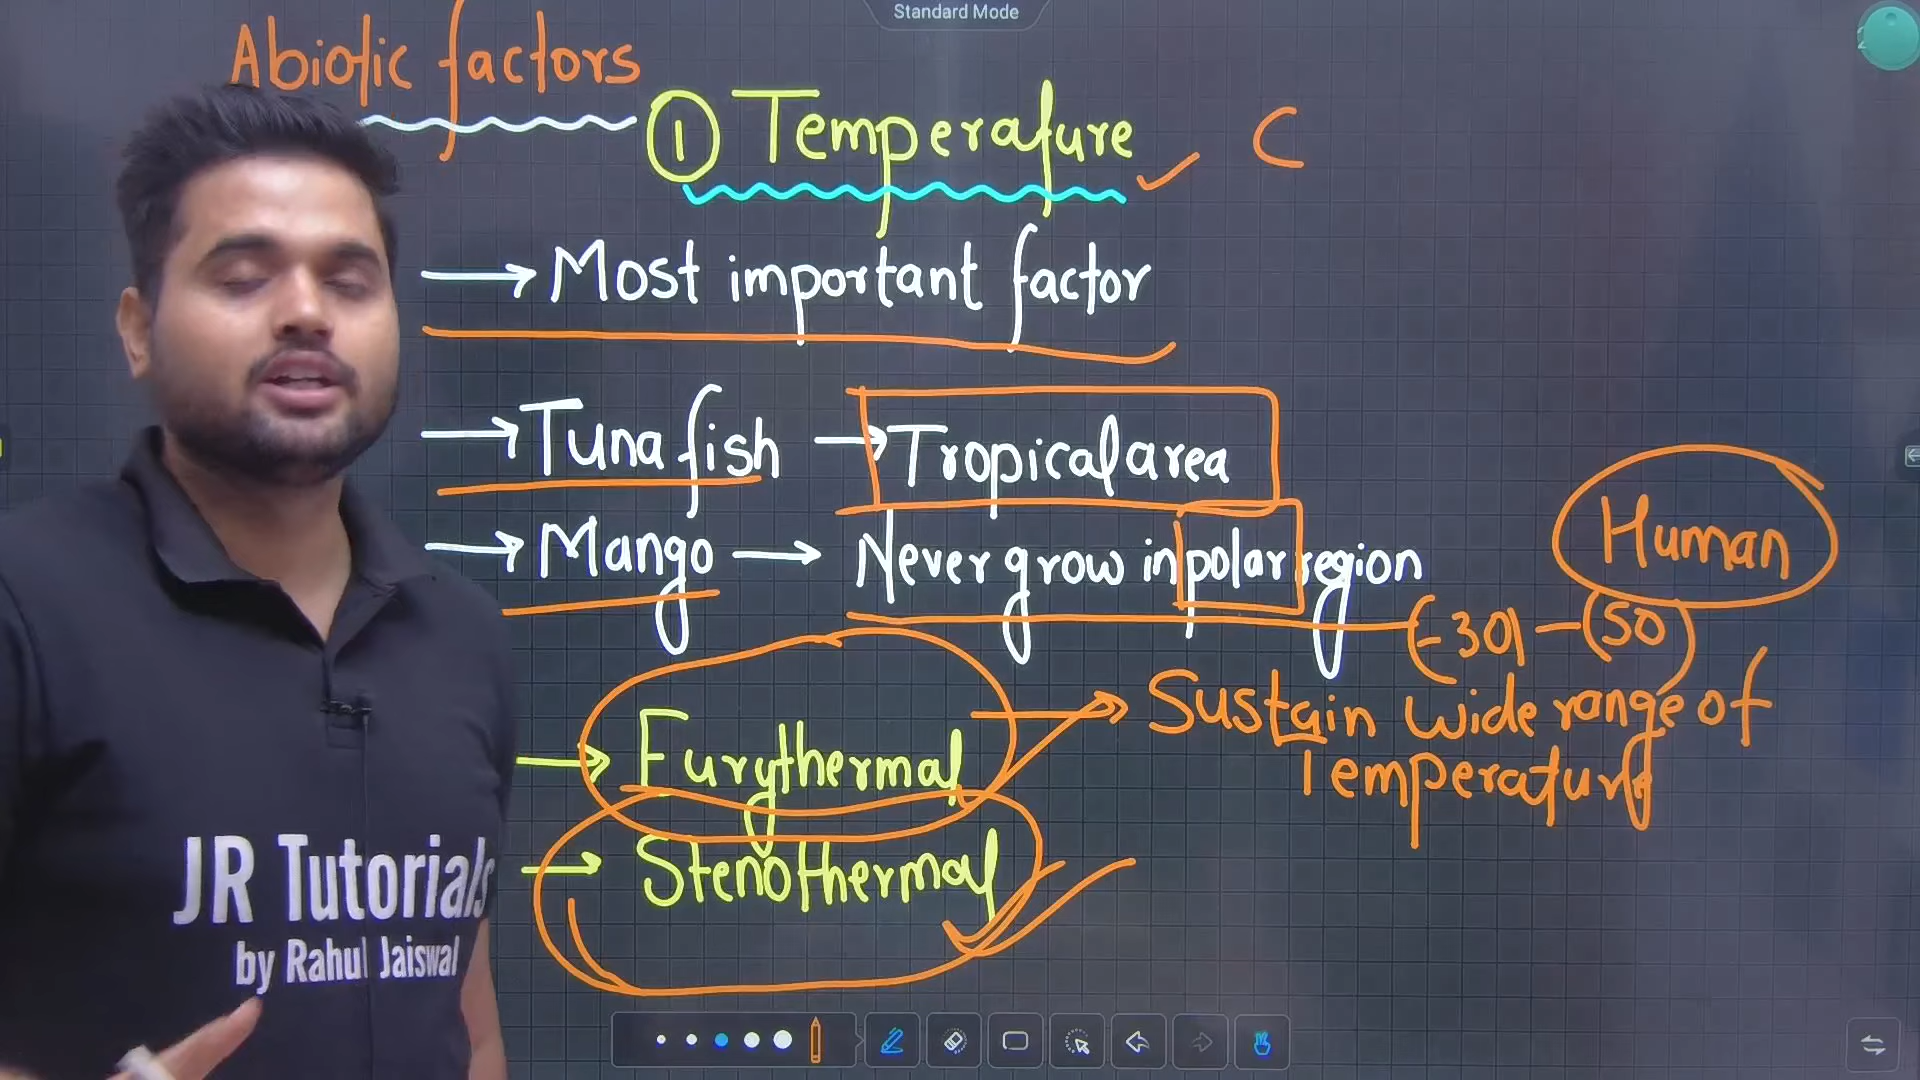 Standard Mode
Abiotic factors
① Temperature C
→ Most important factor
→ Tuna fish → Tropical area
→ Mango → Never grow in polar region
Human
(-30) - (50)
→ Eurythermal → Sustain wide range of
Temperature
→ Stenothermal
JR Tutorials
by Rahul Jaiswal